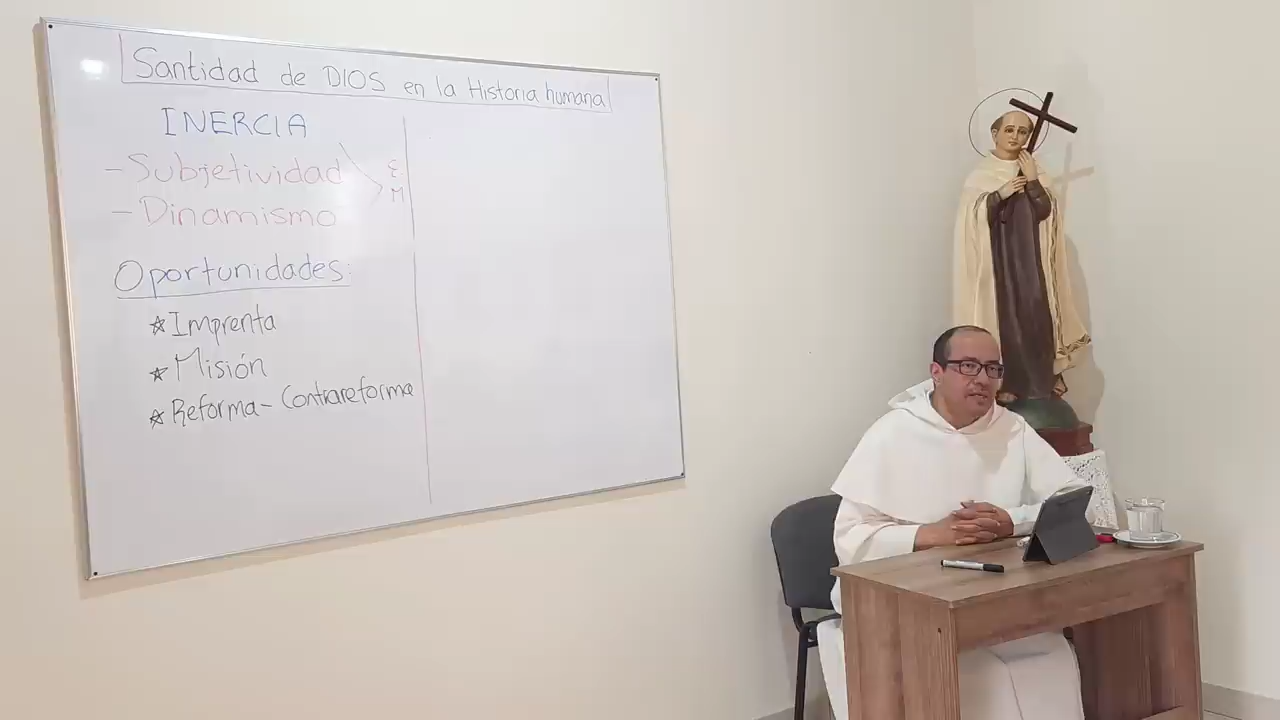 Santidad de DIOS en la Historia humana
INERCIA
- Subjetividad
- Dinamismo
E
M
Oportunidades:
☆ Imprenta
☆ Misión
☆ Reforma - Contrareforma